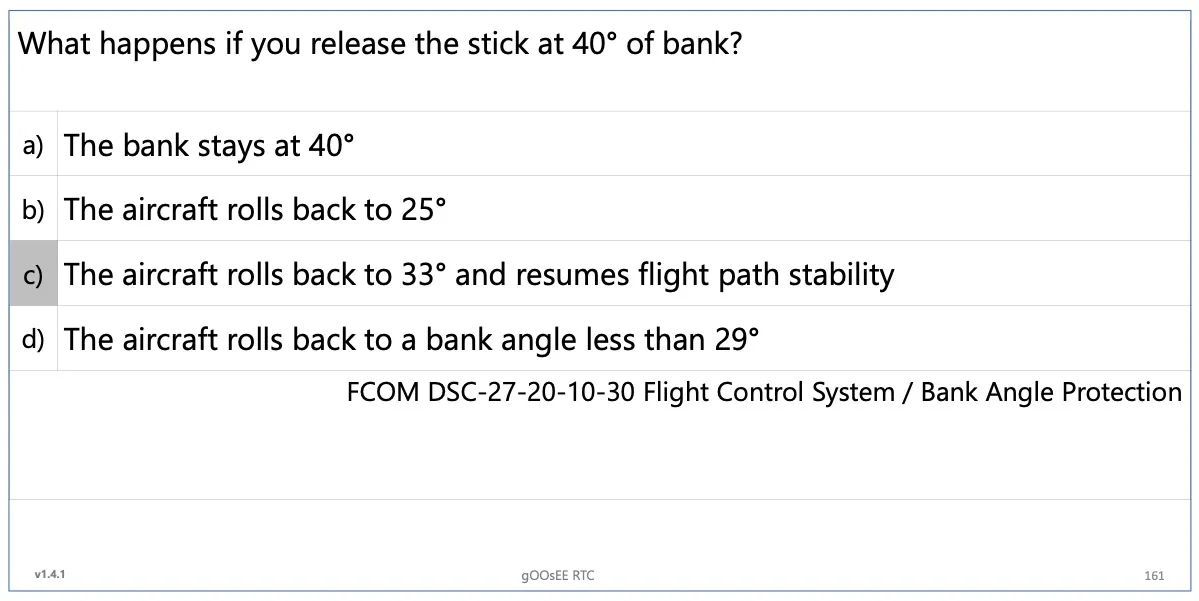 What happens if you release the stick at 40° of bank?
a) The bank stays at 40°
b) The aircraft rolls back to 25°
c) The aircraft rolls back to 33° and resumes flight path stability
d) The aircraft rolls back to a bank angle less than 29°
FCOM DSC-27-20-10-30 Flight Control System / Bank Angle Protection
v1.4.1 gOOsEE RTC 161